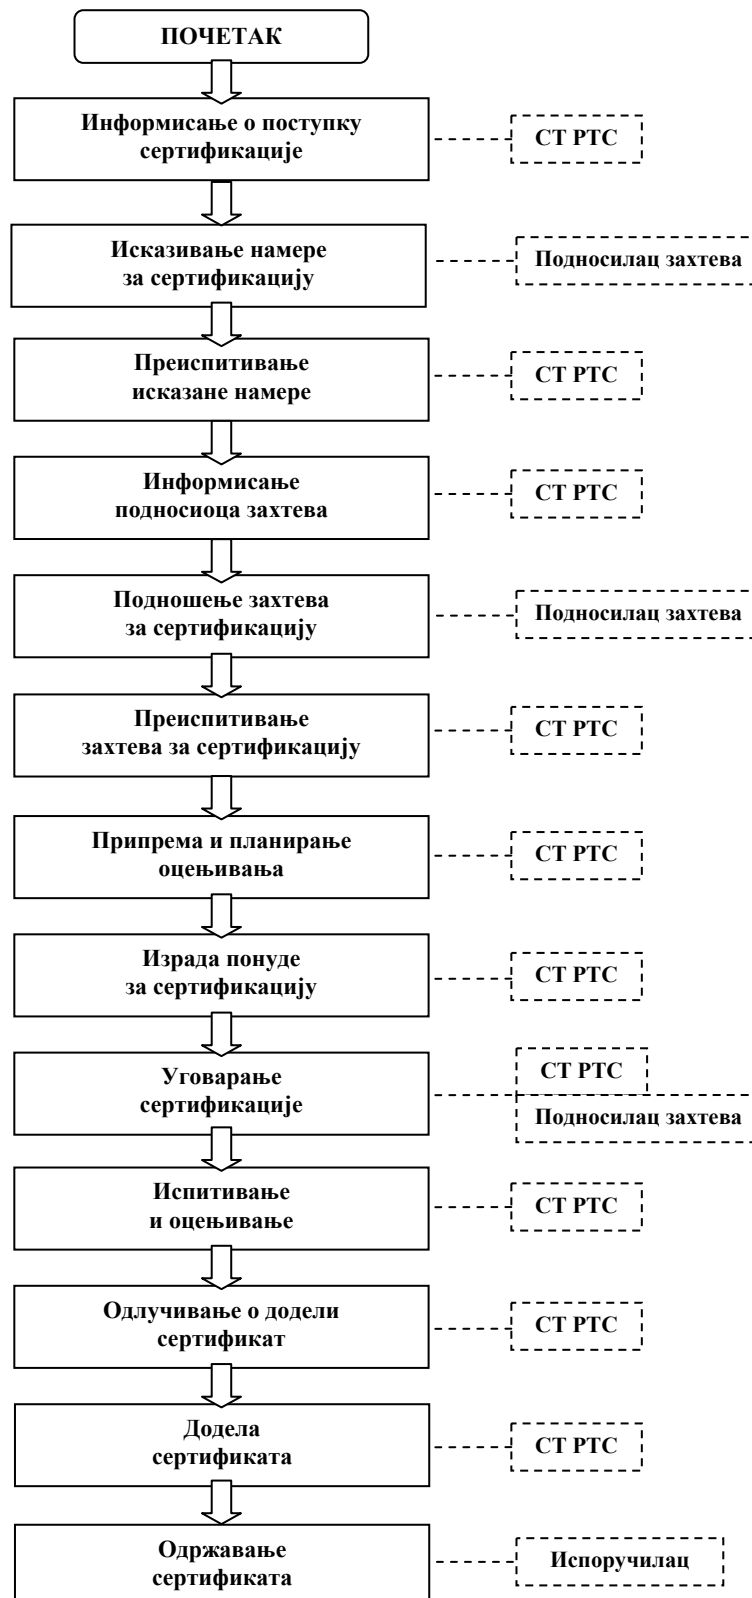 ПОЧЕТАК
Информисање о поступку
сертификације
СТ РТС
Исказивање намере
за сертификацију
Подносилац захтева
Преиспитивање
исказане намере
СТ РТС
Информисање
подносиоца захтева
СТ РТС
Подношење захтева
за сертификацију
Подносилац захтева
Преиспитивање
захтева за сертификацију
СТ РТС
Припрема и планирање
оцењивања
СТ РТС
Израда понуде
за сертификацију
СТ РТС
Уговарање
сертификације
СТ РТС
Подносилац захтева
Испитивање
и оцењивање
СТ РТС
Одлучивање о додели
сертификат
СТ РТС
Додела
сертификата
СТ РТС
Одржавање
сертификата
Испоручилац